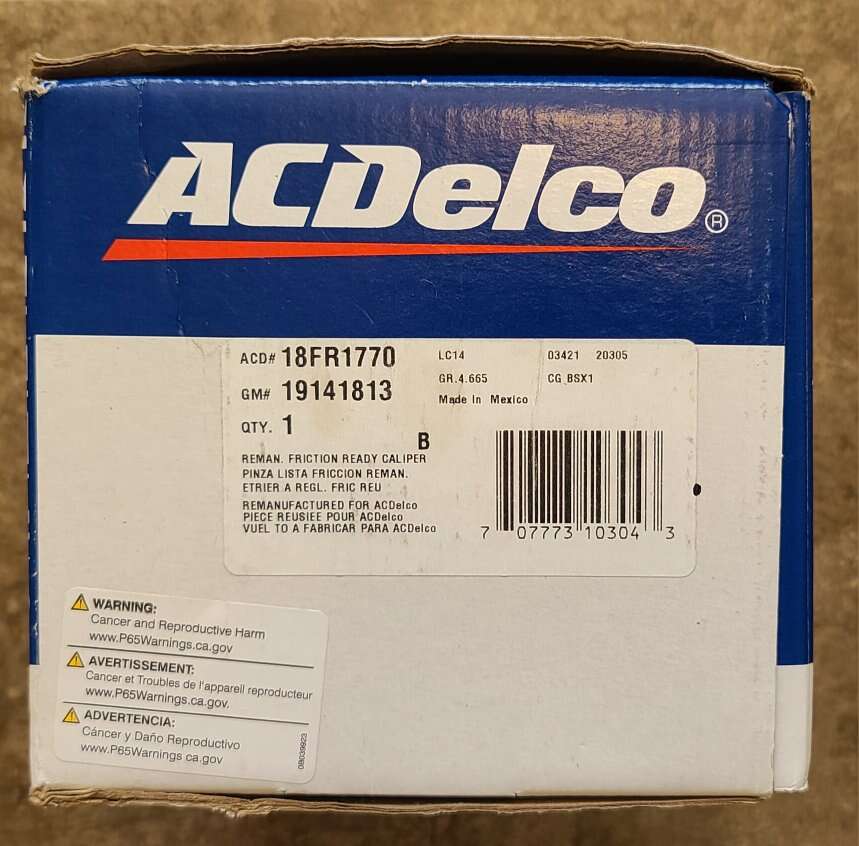 ACDelco®
ACD# 18FR1770
GM# 19141813
QTY. 1
B
LC14
GR.4.665
Made In Mexico
03421 20305
CG_BSX1
REMAN. FRICTION READY CALIPER
PINZA LISTA FRICCION REMAN.
ETRIER A REGL. FRIC REU
REMANUFACTURED FOR ACDelco
PIECE REUSIEE POUR ACDelco
VUEL TO A FABRICAR PARA ACDelco
7 07773 10304 3
WARNING:
Cancer and Reproductive Harm
www.P65Warnings.ca.gov
AVERTISSEMENT:
Cancer et Troubles de l'appareil reproducteur
www.P65Warnings.ca.gov.
ADVERTENCIA:
Cáncer y Daño Reproductivo
www.P65Warnings ca.gov
08039923